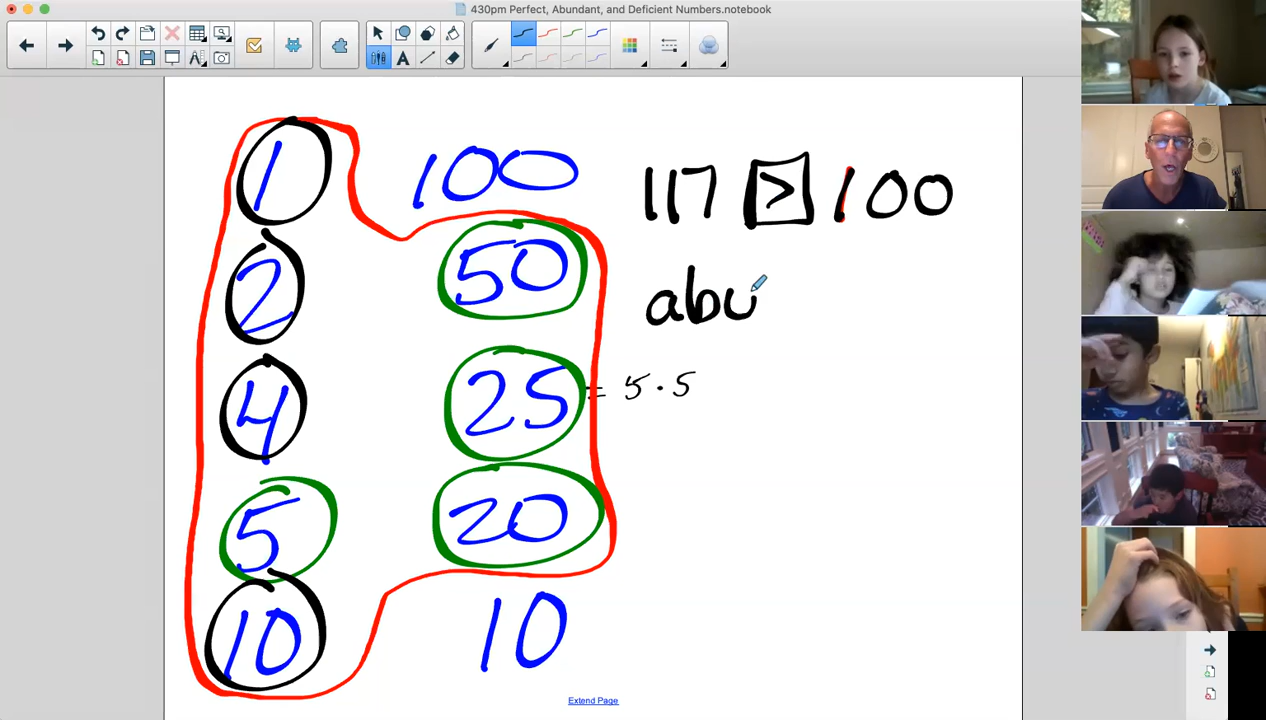 430pm Perfect, Abundant, and Deficient Numbers.notebook
A
1 100
2 50
4 25 = 5 · 5
5 20
10 10
117 > 100
abu
Extend Page